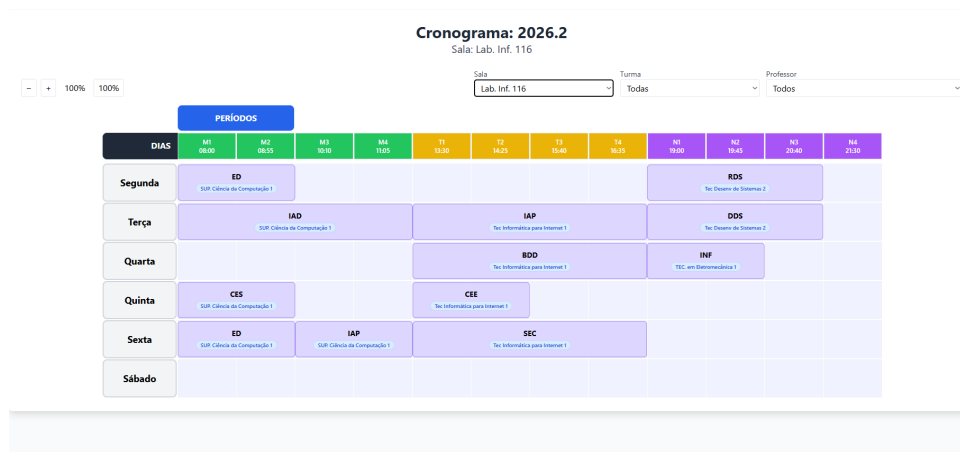 Cronograma: 2026.2
Sala: Lab. Inf. 116
Sala Turma Professor
− + 100% 100% Lab. Inf. 116 Todas Todos
PERÍODOS
DIAS M1 M2 M3 M4 T1 T2 T3 T4 N1 N2 N3 N4
08:00 08:55 10:10 11:05 13:30 14:25 15:40 16:35 19:00 19:45 20:40 21:30
Segunda
ED RDS
SUP. Ciência da Computação 1 Tec Desenv de Sistemas 2
Terça
IAD IAP DDS
SUP. Ciência da Computação 1 Tec Informática para Internet 1 Tec Desenv de Sistemas 2
Quarta
BDD INF
Tec Informática para Internet 1 TEC. em Eletromecânica 1
Quinta
CES CEE
SUP. Ciência da Computação 1 Tec Informática para Internet 1
Sexta
ED IAP SEC
SUP. Ciência da Computação 1 SUP. Ciência da Computação 1 Tec Informática para Internet 1
Sábado